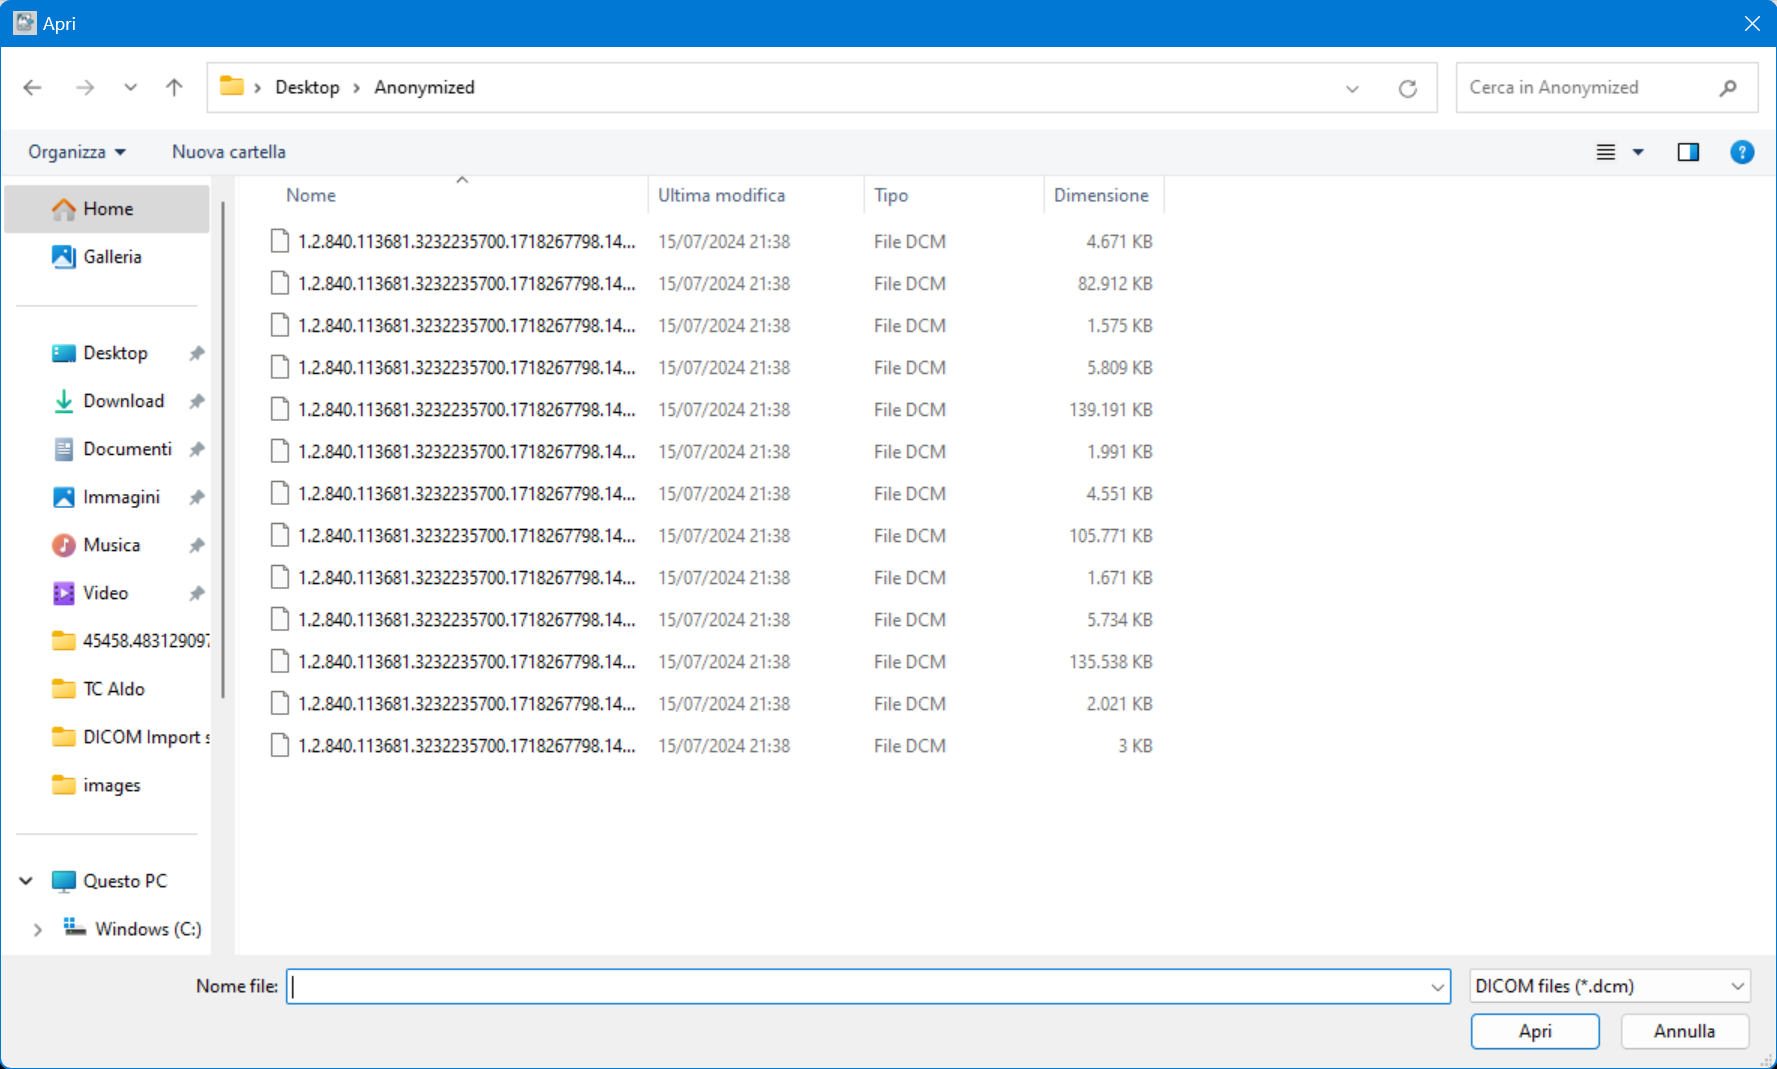 Apri
Desktop > Anonymized
Cerca in Anonymized
Organizza
Nuova cartella
?
Nome
Ultima modifica
Tipo
Dimensione
1.2.840.113681.3232235700.1718267798.14... 15/07/2024 21:38 File DCM 4.671 KB
1.2.840.113681.3232235700.1718267798.14... 15/07/2024 21:38 File DCM 82.912 KB
1.2.840.113681.3232235700.1718267798.14... 15/07/2024 21:38 File DCM 1.575 KB
1.2.840.113681.3232235700.1718267798.14... 15/07/2024 21:38 File DCM 5.809 KB
1.2.840.113681.3232235700.1718267798.14... 15/07/2024 21:38 File DCM 139.191 KB
1.2.840.113681.3232235700.1718267798.14... 15/07/2024 21:38 File DCM 1.991 KB
1.2.840.113681.3232235700.1718267798.14... 15/07/2024 21:38 File DCM 4.551 KB
1.2.840.113681.3232235700.1718267798.14... 15/07/2024 21:38 File DCM 105.771 KB
1.2.840.113681.3232235700.1718267798.14... 15/07/2024 21:38 File DCM 1.671 KB
1.2.840.113681.3232235700.1718267798.14... 15/07/2024 21:38 File DCM 5.734 KB
1.2.840.113681.3232235700.1718267798.14... 15/07/2024 21:38 File DCM 135.538 KB
1.2.840.113681.3232235700.1718267798.14... 15/07/2024 21:38 File DCM 2.021 KB
1.2.840.113681.3232235700.1718267798.14... 15/07/2024 21:38 File DCM 3 KB
Home
Galleria
Desktop
Download
Documenti
Immagini
Musica
Video
45458.483129097
TC Aldo
DICOM Import s
images
Questo PC
Windows (C:)
Nome file:
DICOM files (*.dcm)
Apri
Annulla